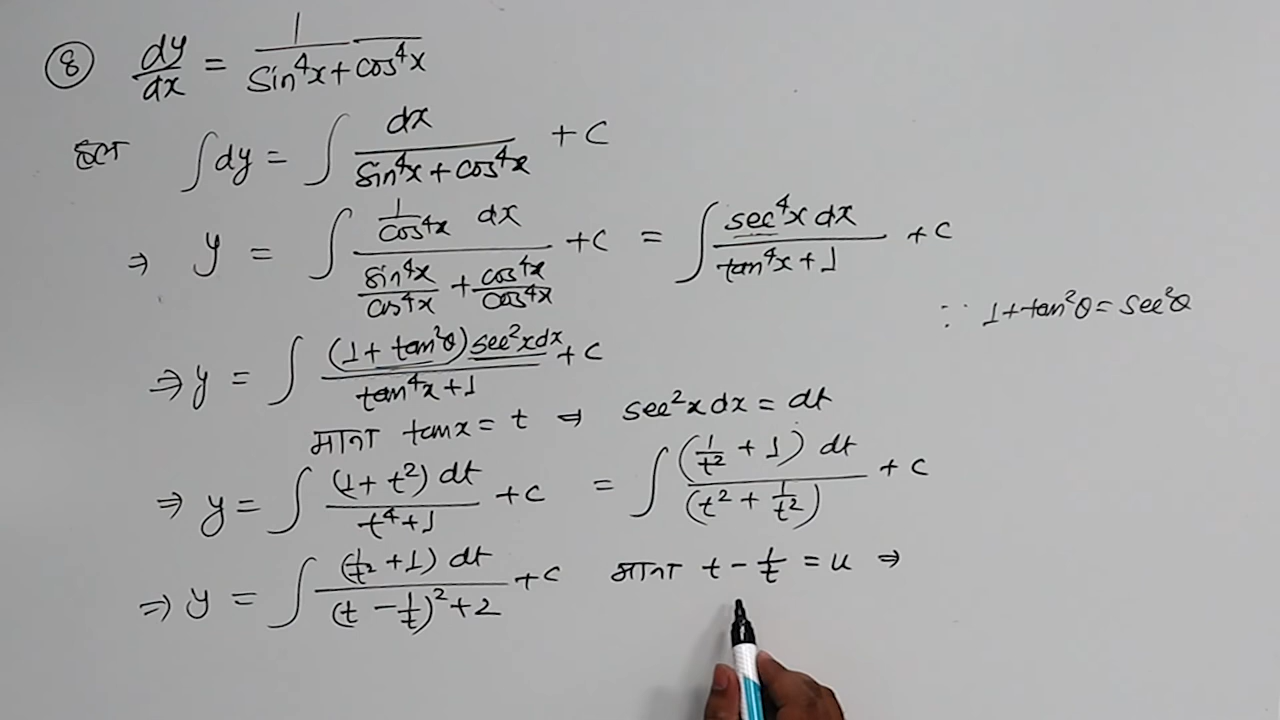 ⑧ dy/dx = 1/(Sin⁴x + cos⁴x)
हल ∫dy = ∫ dx/(sin⁴x + cos⁴x) + c
⇒ y = ∫ (1/cos⁴x dx)/(sin⁴x/cos⁴x + cos⁴x/cos⁴x) + c = ∫ sec⁴x dx/(tan⁴x + 1) + c
∵ 1 + tan²θ = sec²θ
⇒ y = ∫ (1 + tan²θ) sec²x dx/(tan⁴x + 1) + c
माना tanx = t ⇒ sec²x dx = dt
⇒ y = ∫ (1 + t²) dt/(t⁴ + 1) + c = ∫ (1/t² + 1) dt/(t² + 1/t²) + c
⇒ y = ∫ (1/t² + 1) dt/((t − 1/t)² + 2) + c माना t − 1/t = u ⇒